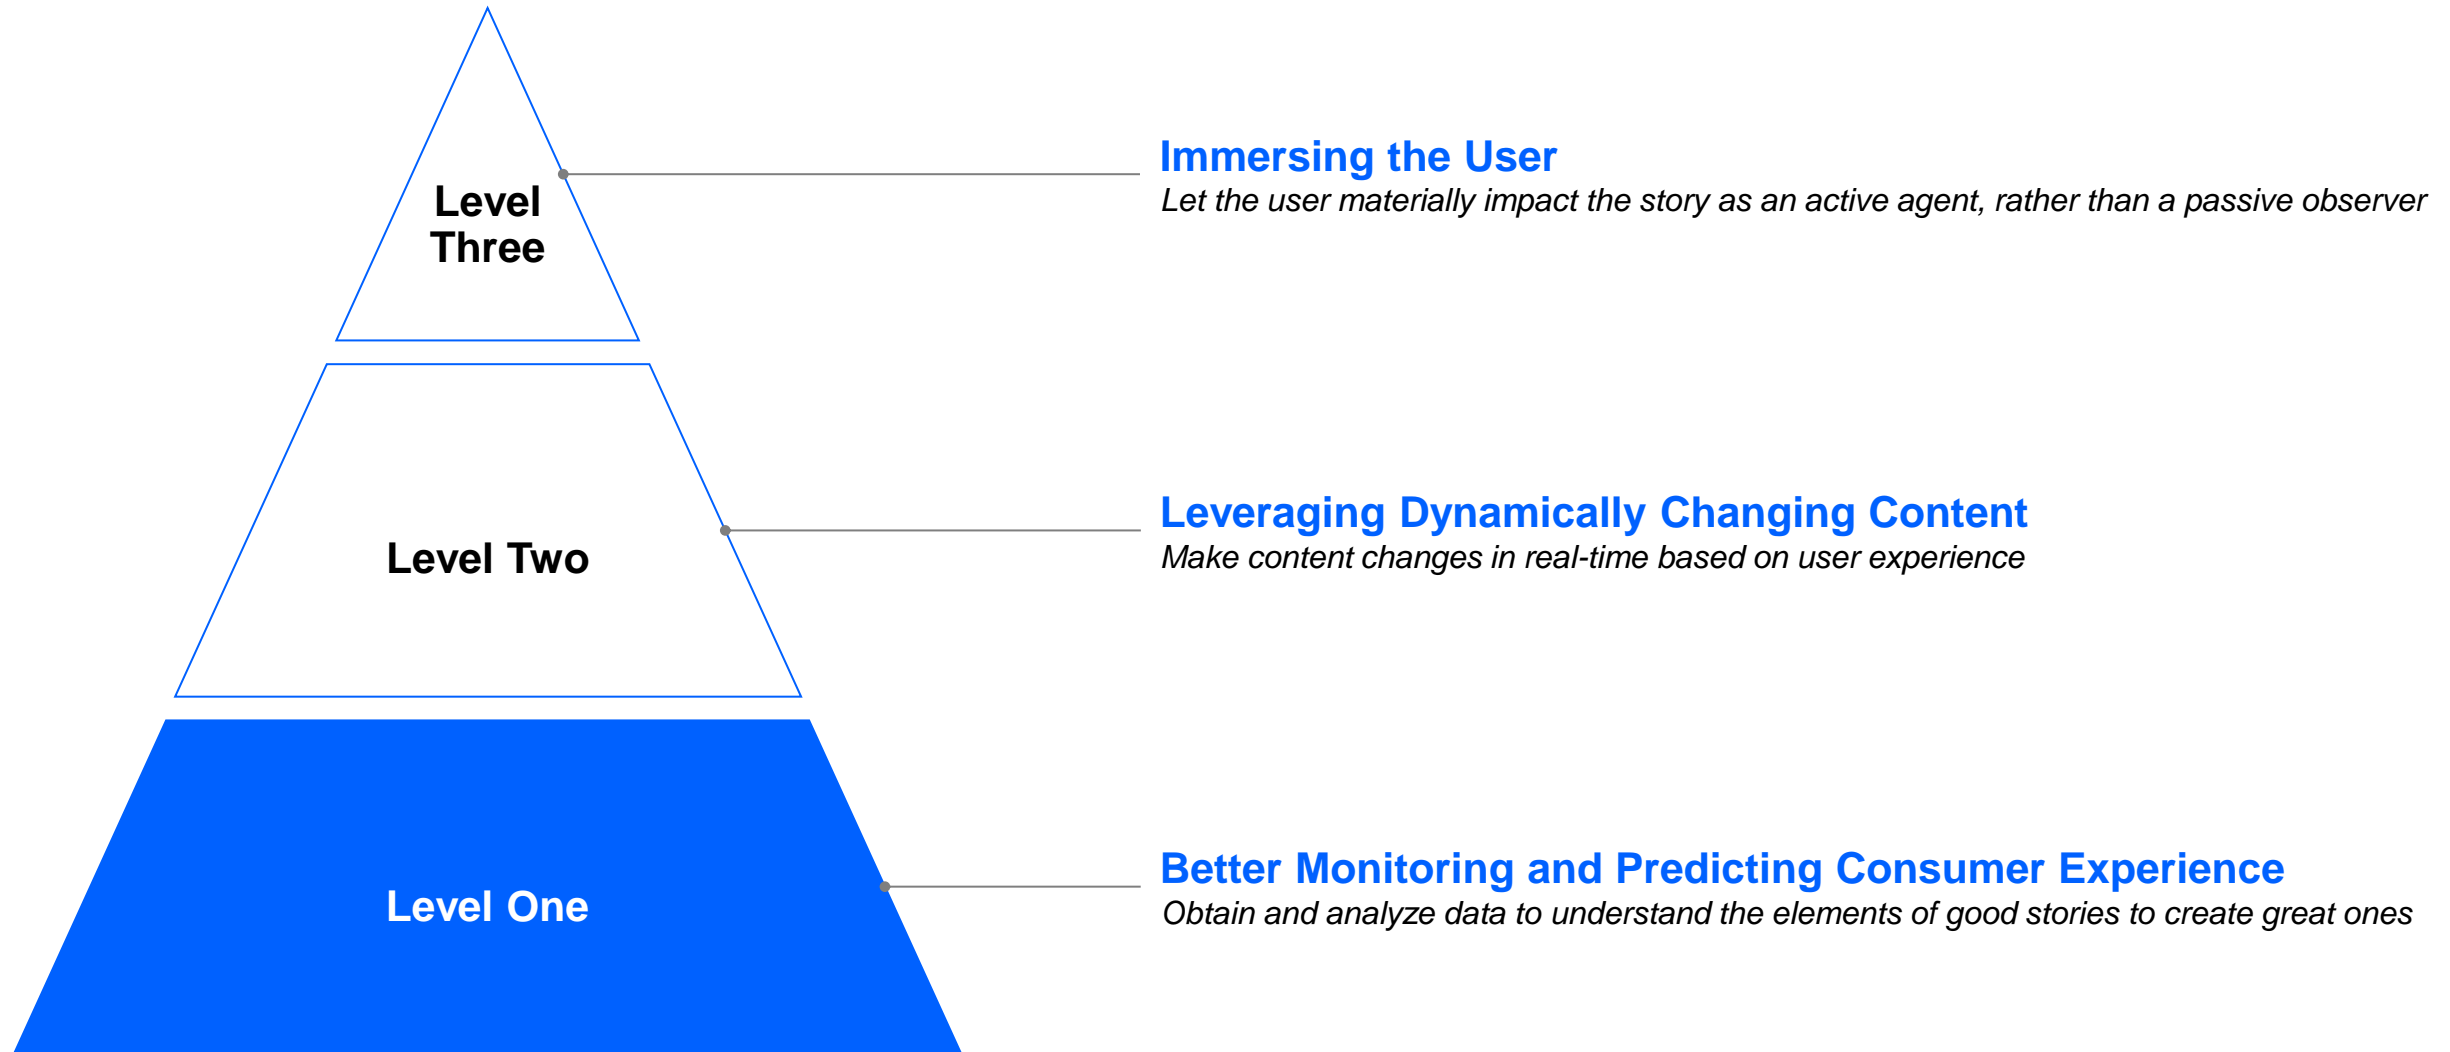 Level
Three
Immersing the User
Let the user materially impact the story as an active agent, rather than a passive observer
Level Two
Leveraging Dynamically Changing Content
Make content changes in real-time based on user experience
Level One
Better Monitoring and Predicting Consumer Experience
Obtain and analyze data to understand the elements of good stories to create great ones